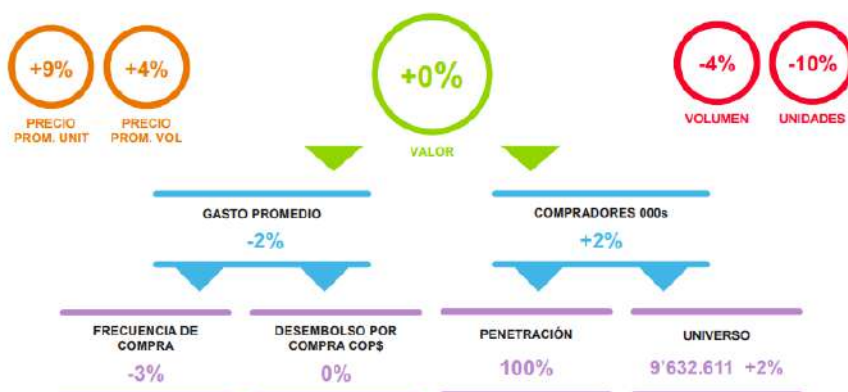 +9%
PRECIO
PROM. UNIT
+4%
PRECIO
PROM. VOL
+0%
VALOR
-4%
VOLUMEN
-10%
UNIDADES
GASTO PROMEDIO
-2%
COMPRADORES 000s
+2%
FRECUENCIA DE
COMPRA
-3%
DESEMBOLSO POR
COMPRA COP$
0%
PENETRACIÓN
100%
UNIVERSO
9'632.611 +2%